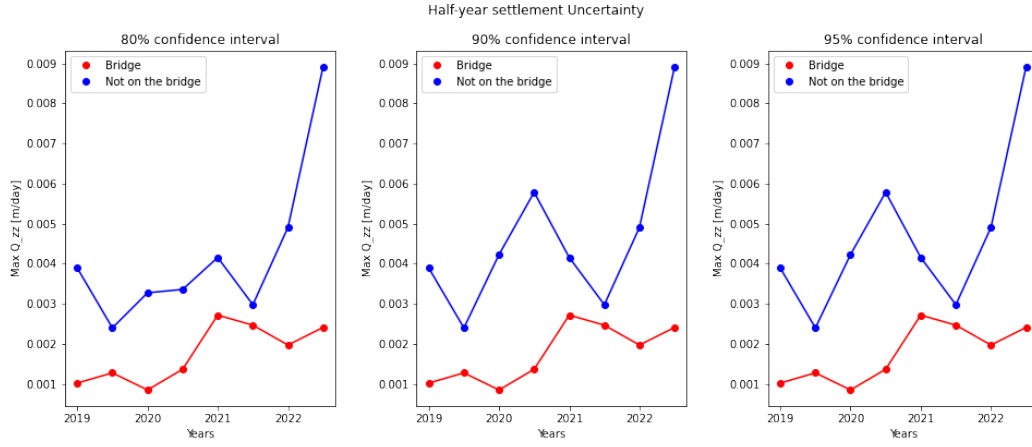 Half-year settlement Uncertainty
80% confidence interval
Bridge
Not on the bridge
0.009
0.008
0.007
0.006
0.005
0.004
0.003
0.002
0.001
Max Q_zz [m/day]
2019
2020
2021
2022
Years
90% confidence interval
Bridge
Not on the bridge
0.009
0.008
0.007
0.006
0.005
0.004
0.003
0.002
0.001
Max Q_zz [m/day]
2019
2020
2021
2022
Years
95% confidence interval
Bridge
Not on the bridge
0.009
0.008
0.007
0.006
0.005
0.004
0.003
0.002
0.001
Max Q_zz [m/day]
2019
2020
2021
2022
Years